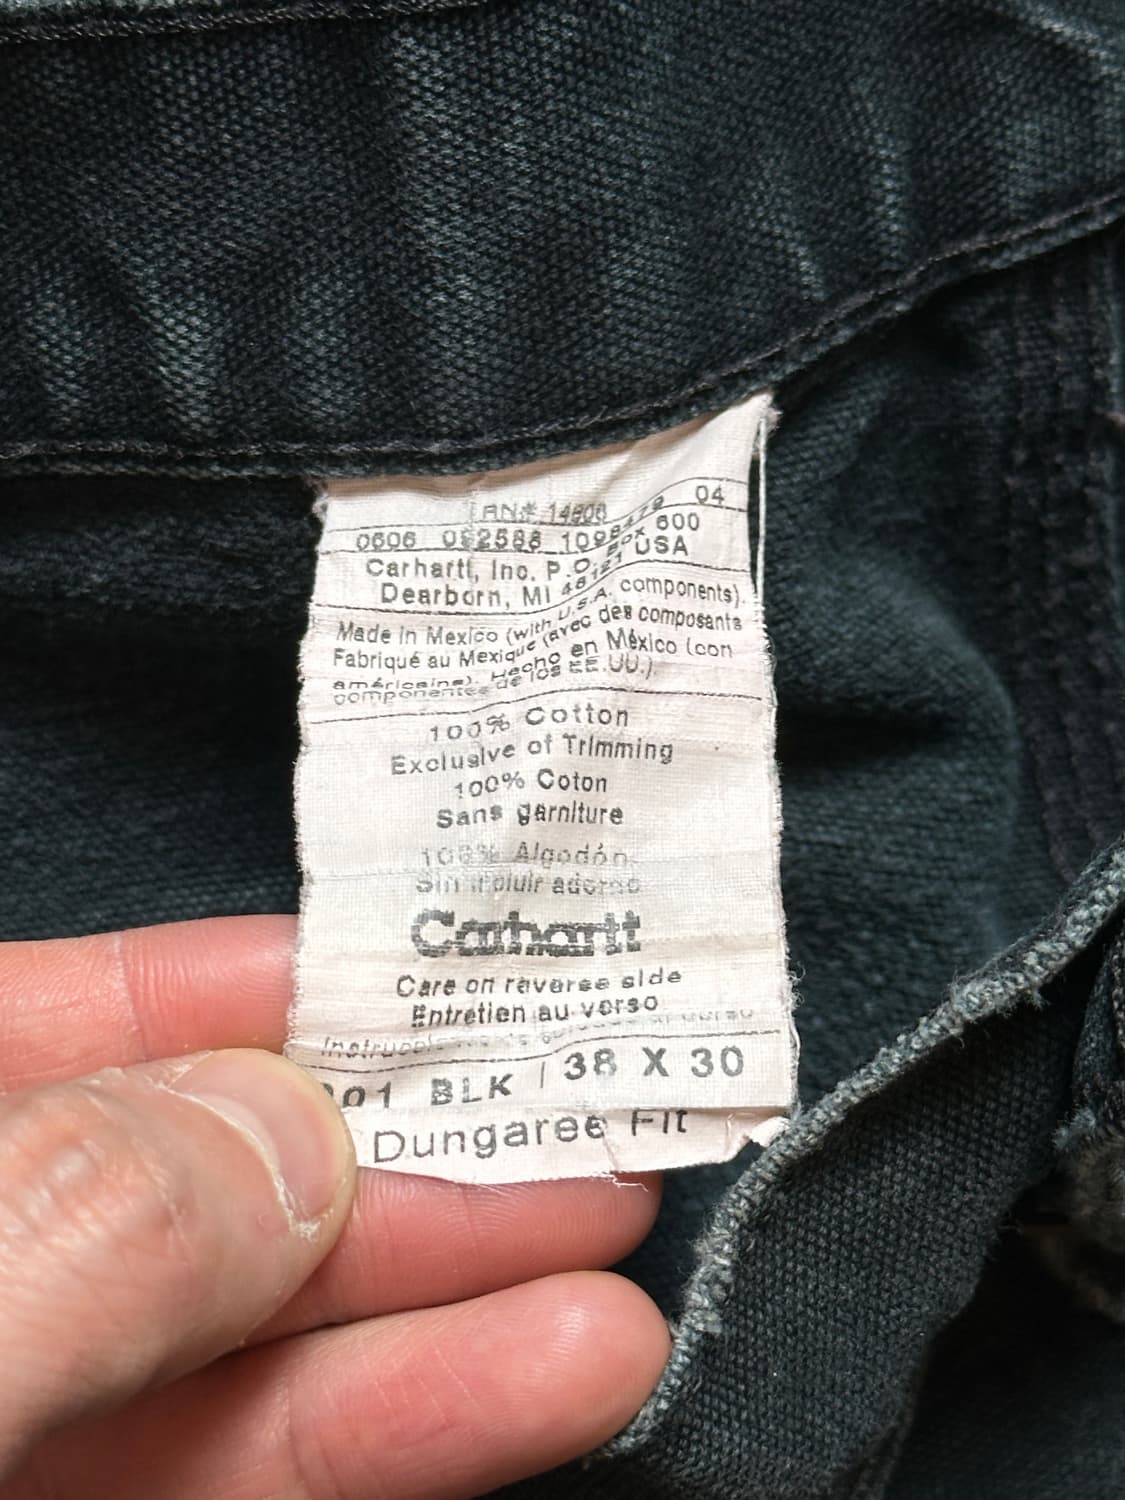 RN# 14806
0606 1098479 04
Carhartt, Inc. P.O. Box 600
Dearborn, MI 48121 USA
Made in Mexico (with U.S.A. components).
Fabriqué au Mexique (avec des composants
américains). Hecho en México (con
componentes de los EE.UU.).
100% Cotton
Exclusive of Trimming
100% Coton
Sans garniture
100% Algodón
Sin incluir adorno
Carhartt
Care on reverse side
Entretien au verso
BLK 38 X 30
Dungaree Fit